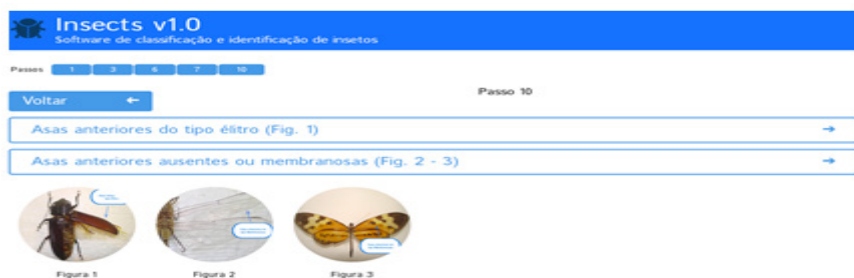 Insects v1.0
Software de classificação e identificação de insetos
Passos 1 3 6 7 10
Voltar ←
Passo 10
Asas anteriores do tipo élitro (Fig. 1) →
Asas anteriores ausentes ou membranosas (Fig. 2 - 3) →
Figura 1 Figura 2 Figura 3